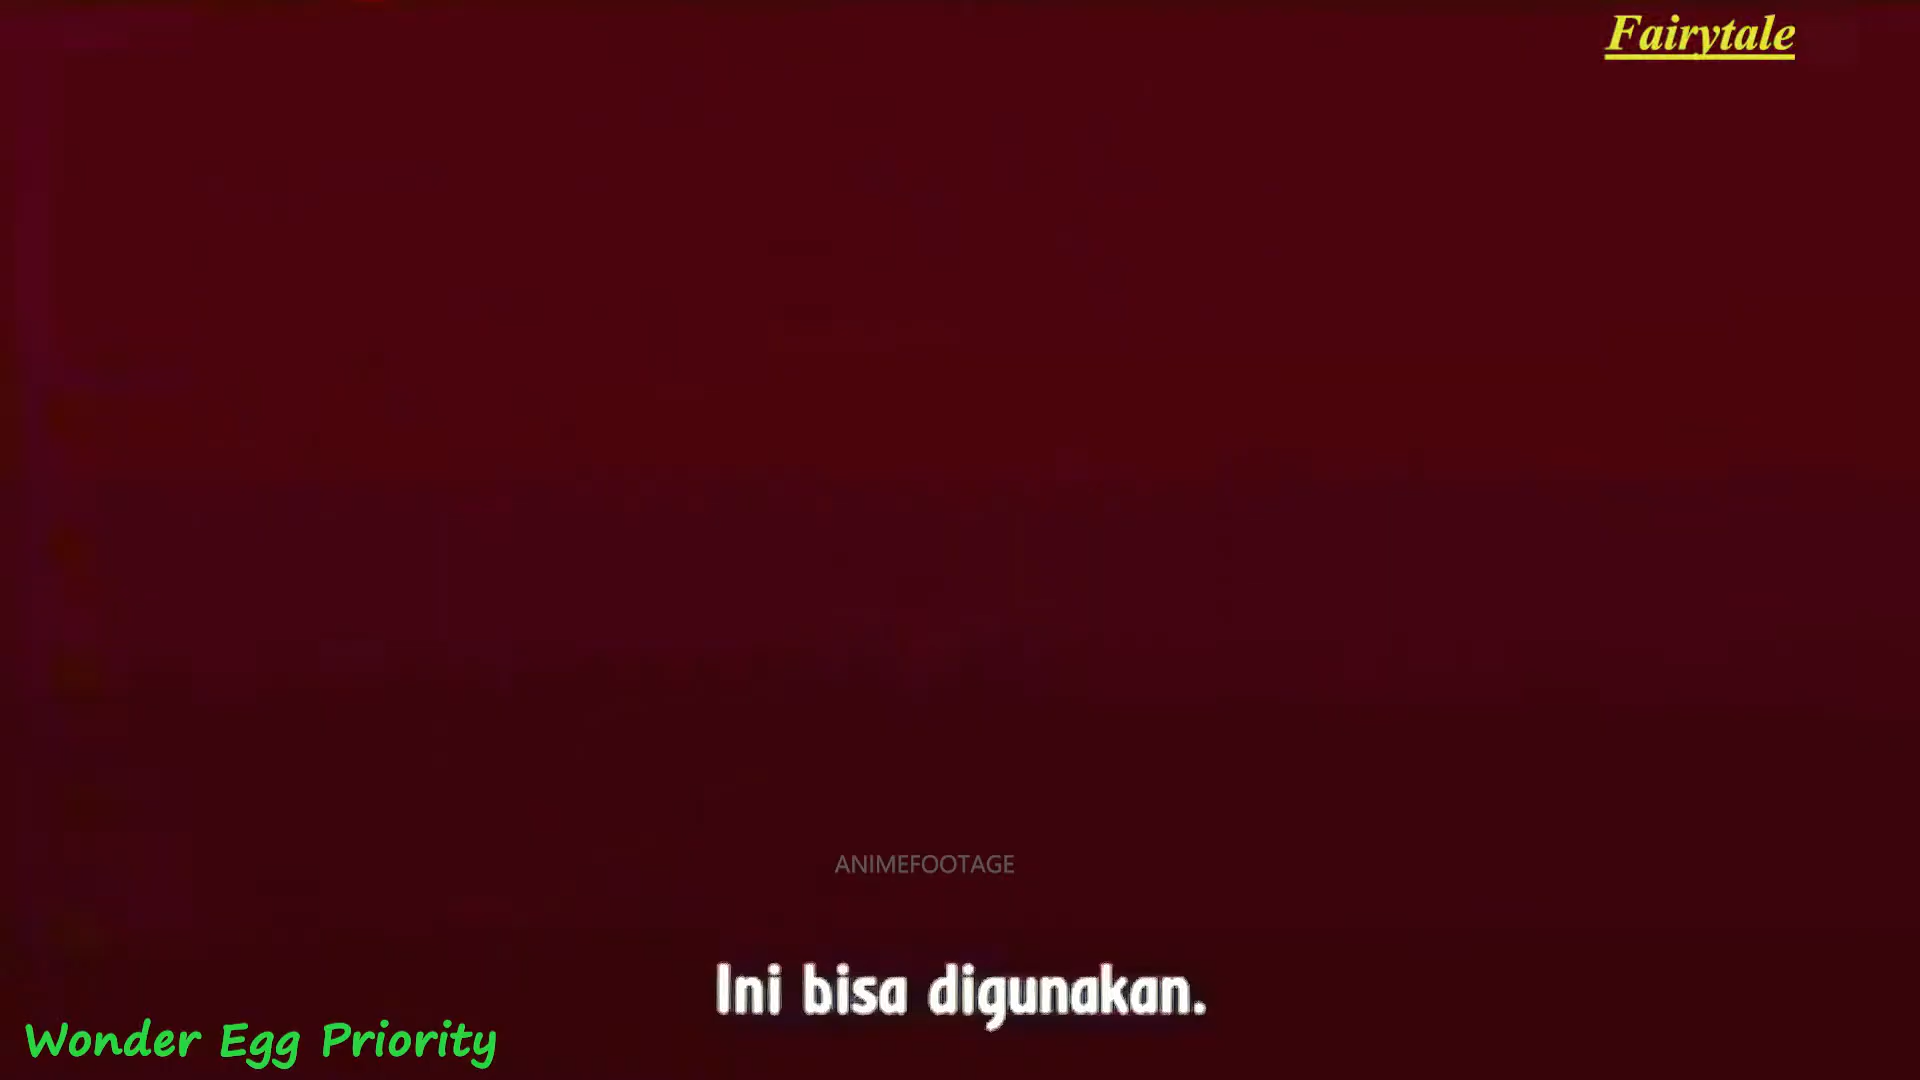 Fairytale
ANIMEFOOTAGE
Ini bisa digunakan.
Wonder Egg Priority